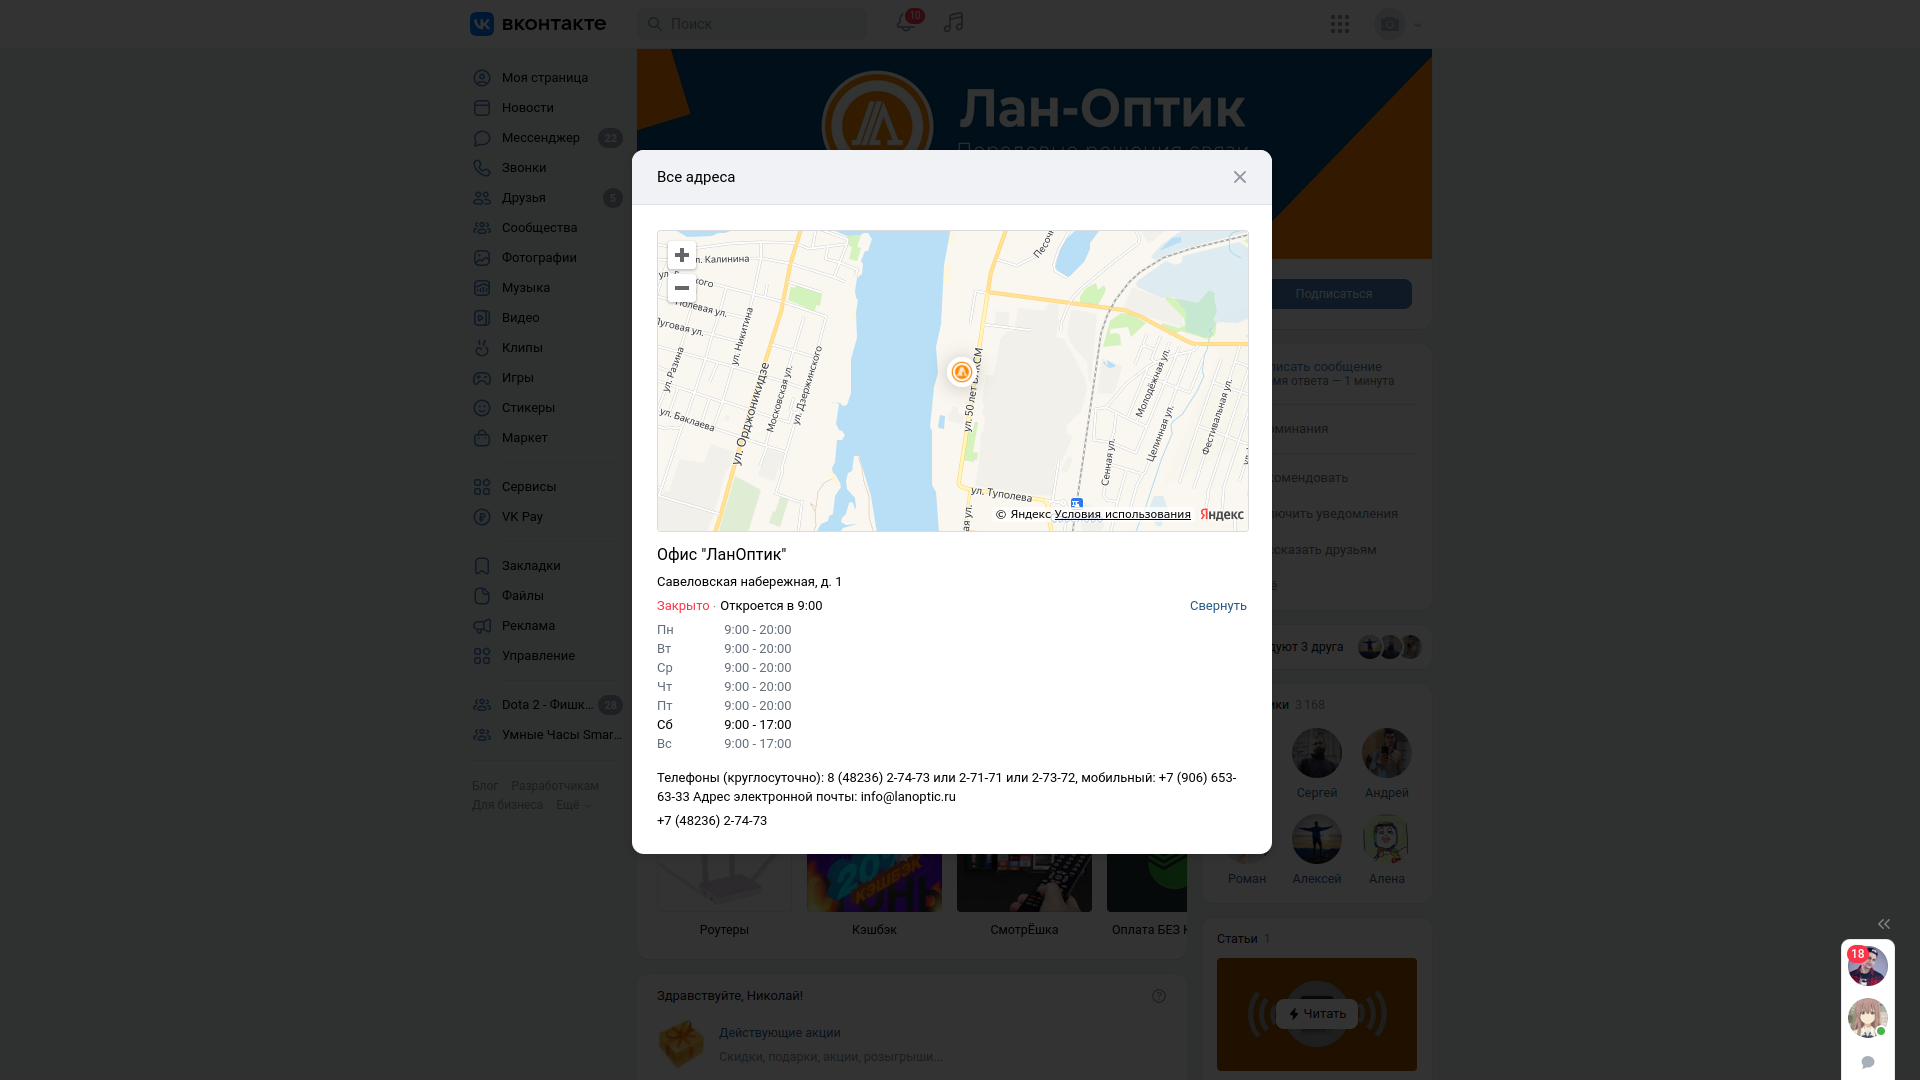 вконтакте
Поиск
10
Моя страница
Новости
Мессенджер 22
Звонки
Друзья 5
Сообщества
Фотографии
Музыка
Видео
Клипы
Игры
Стикеры
Маркет
Сервисы
VK Pay
Закладки
Файлы
Реклама
Управление
Dota 2 - Фишк... 28
Умные Часы Smar...
Блог Разработчикам
Для бизнеса Ещё
Лан-Оптик
Подписаться
Все адреса
ул. Калинина
Полевая ул.
Луговая ул.
ул. Никитина
ул. Разина
ул. Баклаева
ул. Орджоникидзе
Московская ул.
ул. Дзержинского
ул. 50 лет
ул. Туполева
Молодёжная ул.
Целинная ул.
Сенная ул.
Фестивальная ул.
© Яндекс Условия использования Яндекс
Офис "ЛанОптик"
Савеловская набережная, д. 1
Закрыто · Откроется в 9:00 Свернуть
Пн 9:00 - 20:00
Вт 9:00 - 20:00
Ср 9:00 - 20:00
Чт 9:00 - 20:00
Пт 9:00 - 20:00
Сб 9:00 - 17:00
Вс 9:00 - 17:00
Телефоны (круглосуточно): 8 (48236) 2-74-73 или 2-71-71 или 2-73-72, мобильный: +7 (906) 653-
63-33 Адрес электронной почты: info@lanoptic.ru
+7 (48236) 2-74-73
сообщение
ответа — 1 минута
уведомления
друзьям
3 друга
3 168
Сергей Андрей
Роман Алексей Алена
КЭШБЭК
Роутеры Кэшбэк СмотрЁшка Оплата БЕЗ
Статьи 1
Читать
Здравствуйте, Николай!
Действующие акции
Скидки, подарки, акции, розыгрыши...
18